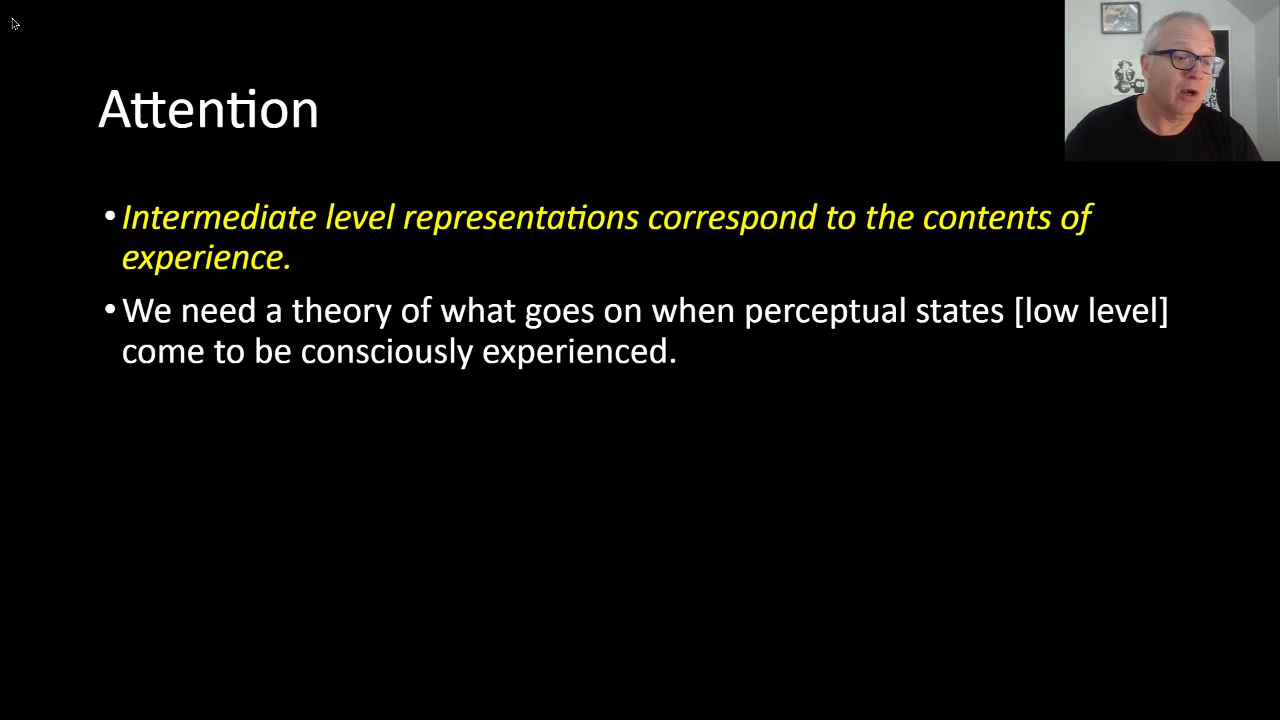 Attention
•Intermediate level representations correspond to the contents of
experience.
•We need a theory of what goes on when perceptual states [low level]
come to be consciously experienced.